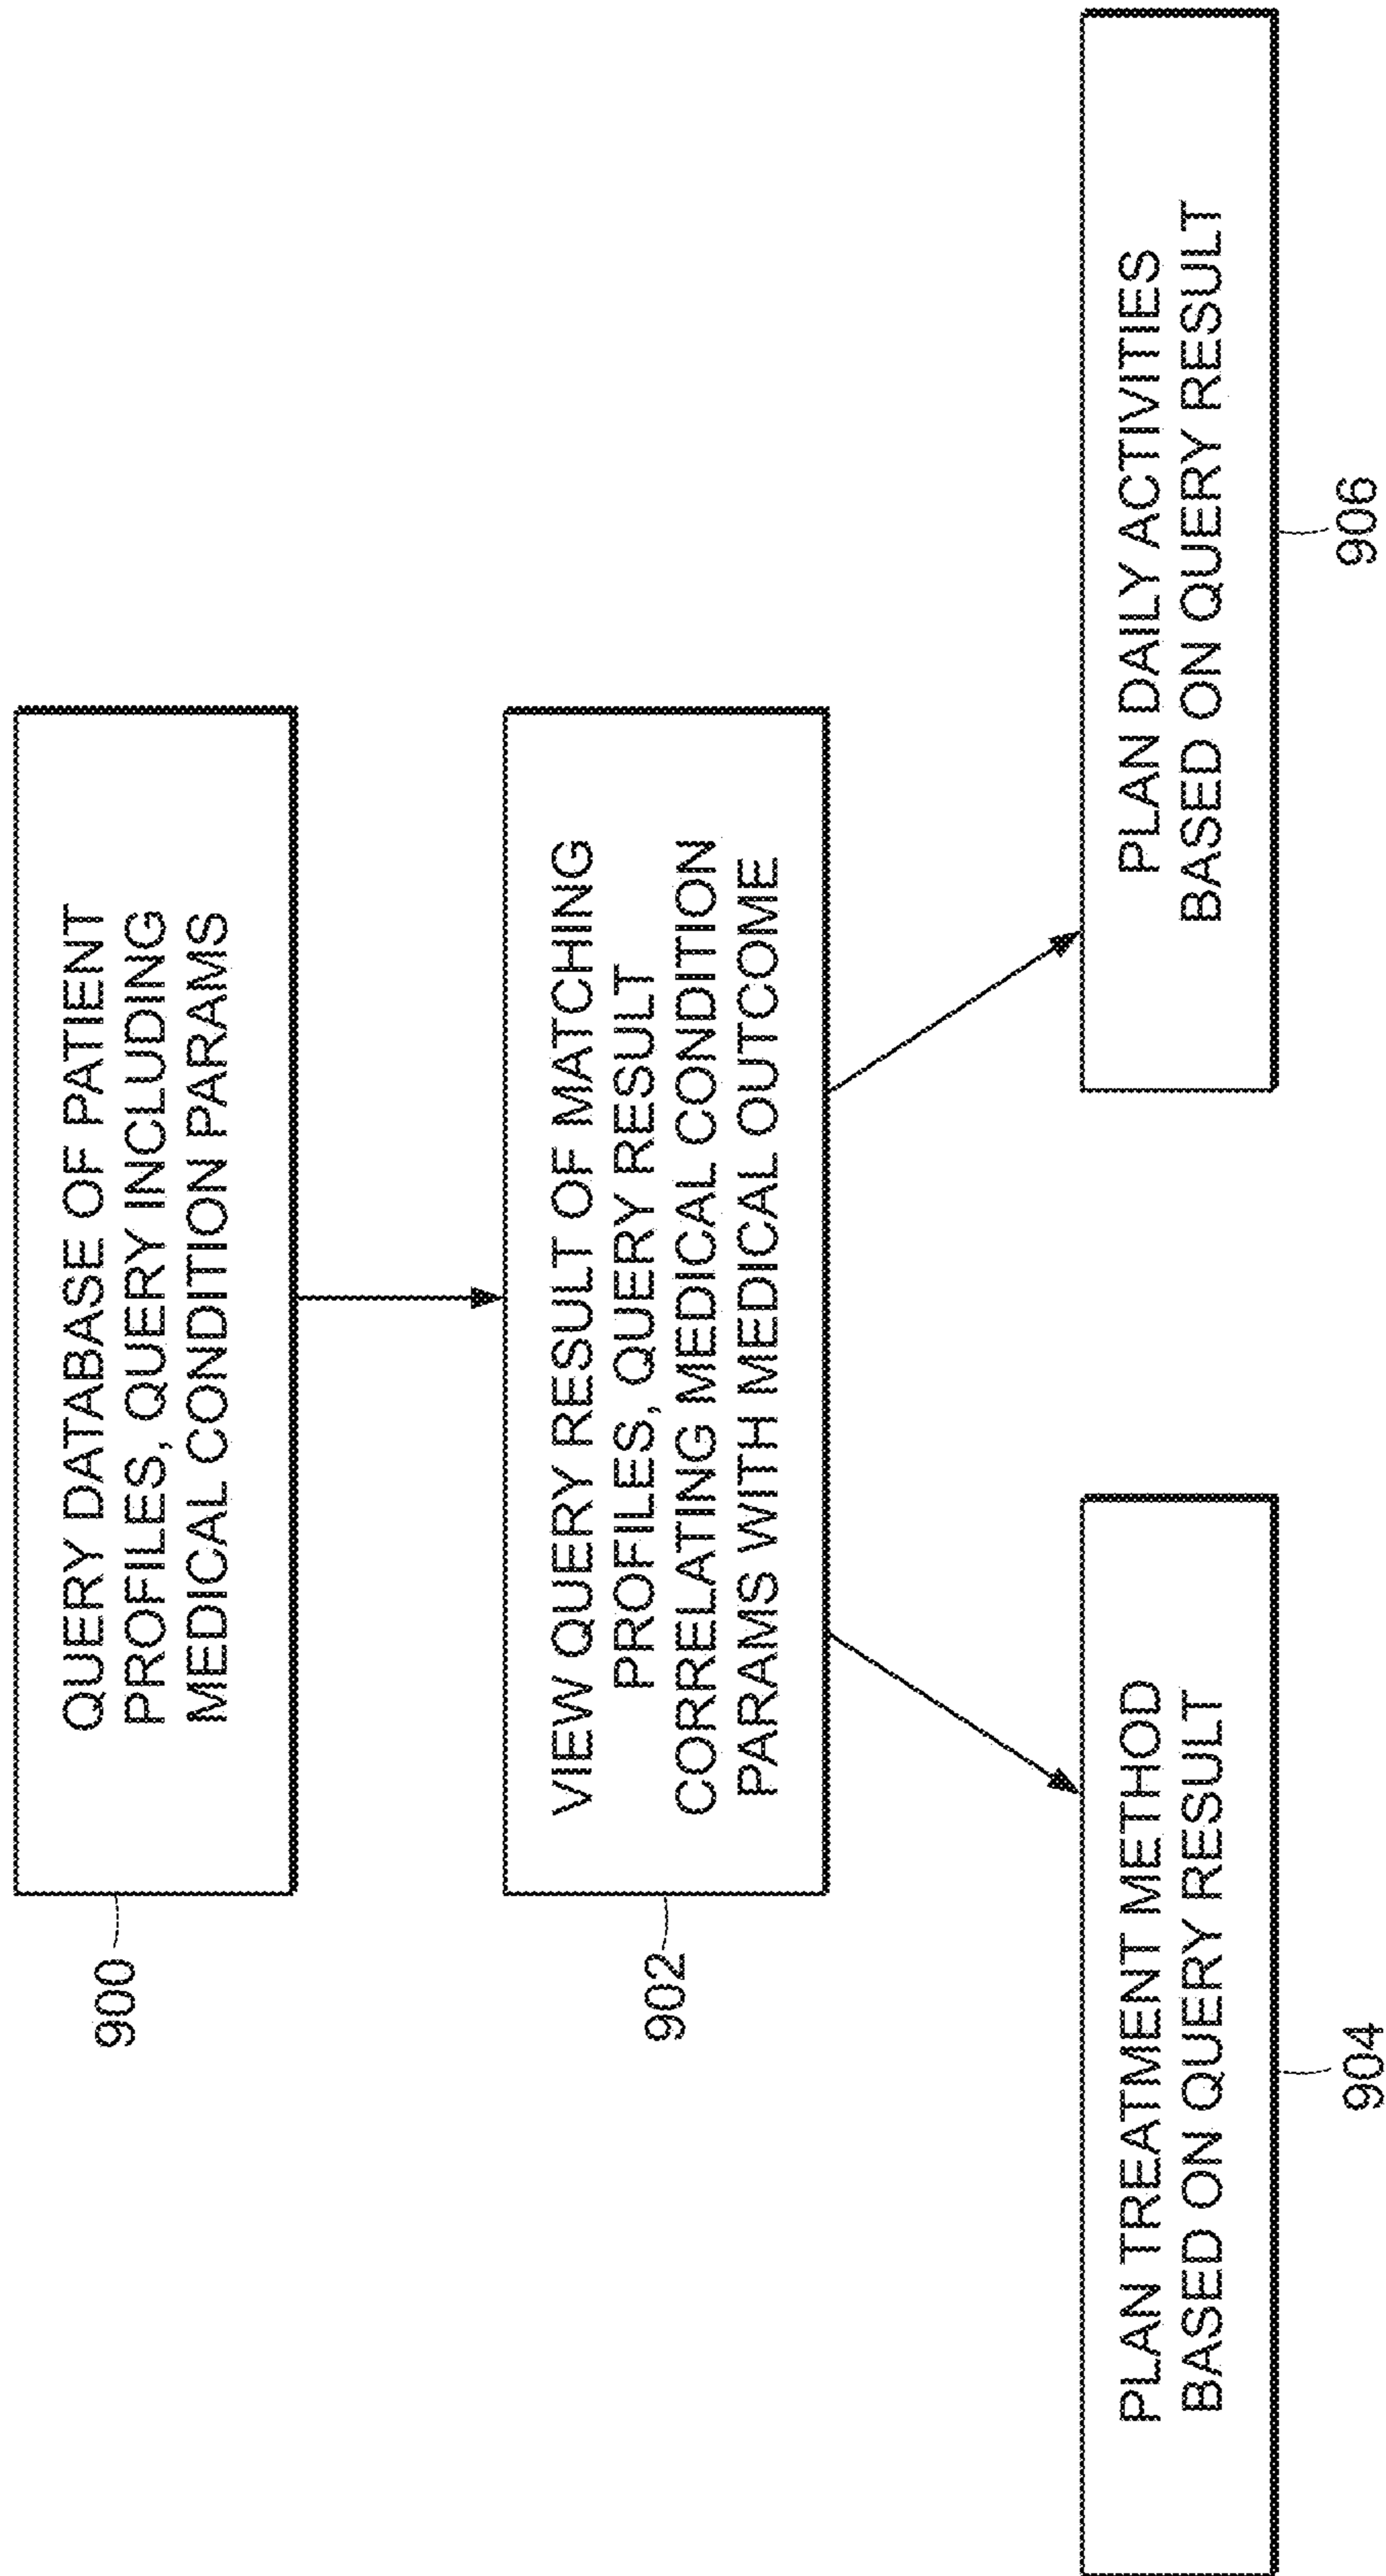 900
QUERY DATABASE OF PATIENT
PROFILES, QUERY INCLUDING
MEDICAL CONDITION PARAMS
902
VIEW QUERY RESULT OF MATCHING
PROFILES, QUERY RESULT
CORRELATING MEDICAL CONDITION
PARAMS WITH MEDICAL OUTCOME
PLAN TREATMENT METHOD
BASED ON QUERY RESULT
904
PLAN DAILY ACTIVITIES
BASED ON QUERY RESULT
906